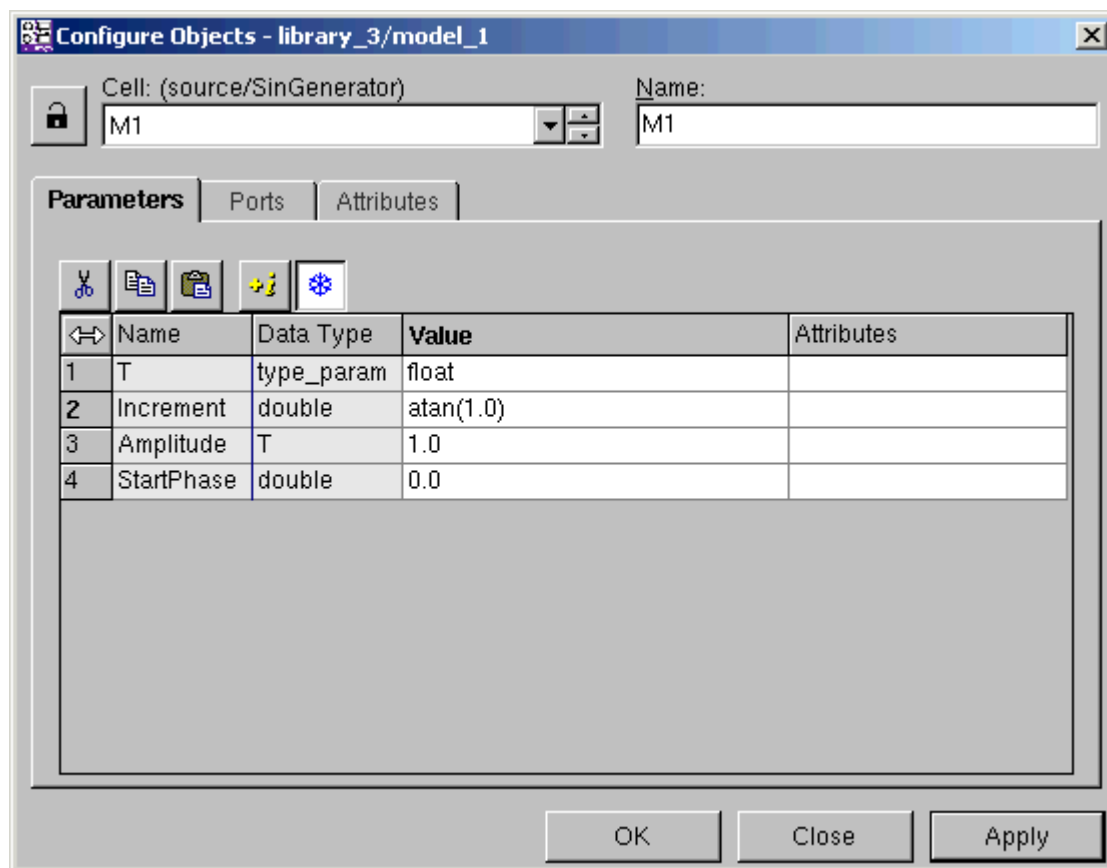 Configure Objects - library_3/model_1
Cell: (source/SinGenerator) Name:
M1 M1
Parameters Ports Attributes
Name Data Type Value Attributes
1 T type_param float
2 Increment double atan(1.0)
3 Amplitude T 1.0
4 StartPhase double 0.0
OK Close Apply